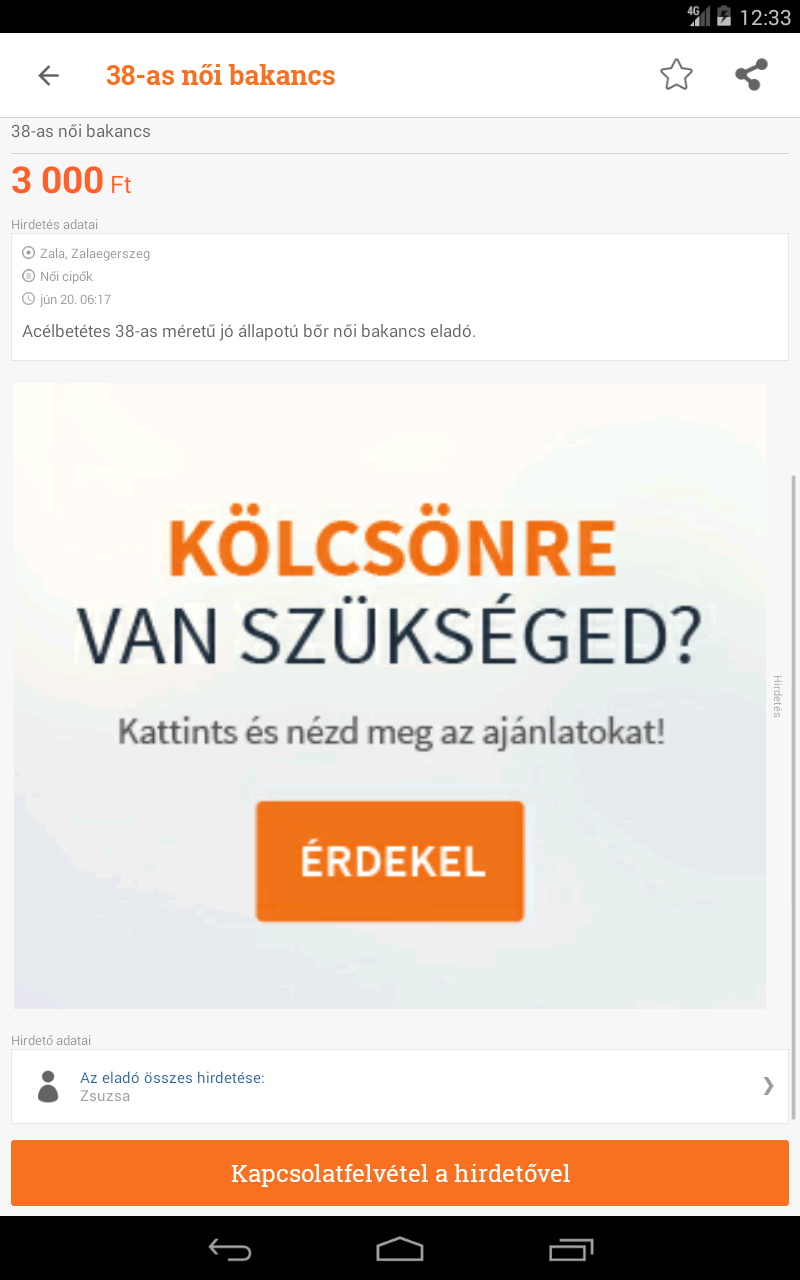 4G 12:33
38-as női bakancs
38-as női bakancs
3 000 Ft
Hirdetés adatai
Zala, Zalaegerszeg
Női cipők
jún 20. 06:17
Acélbetétes 38-as méretű jó állapotú bőr női bakancs eladó.
KÖLCSÖNRE
VAN SZÜKSÉGED?
Kattints és nézd meg az ajánlatokat!
ÉRDEKEL
Hirdetés
Hirdető adatai
Az eladó összes hirdetése:
Zsuzsa
Kapcsolatfelvétel a hirdetővel